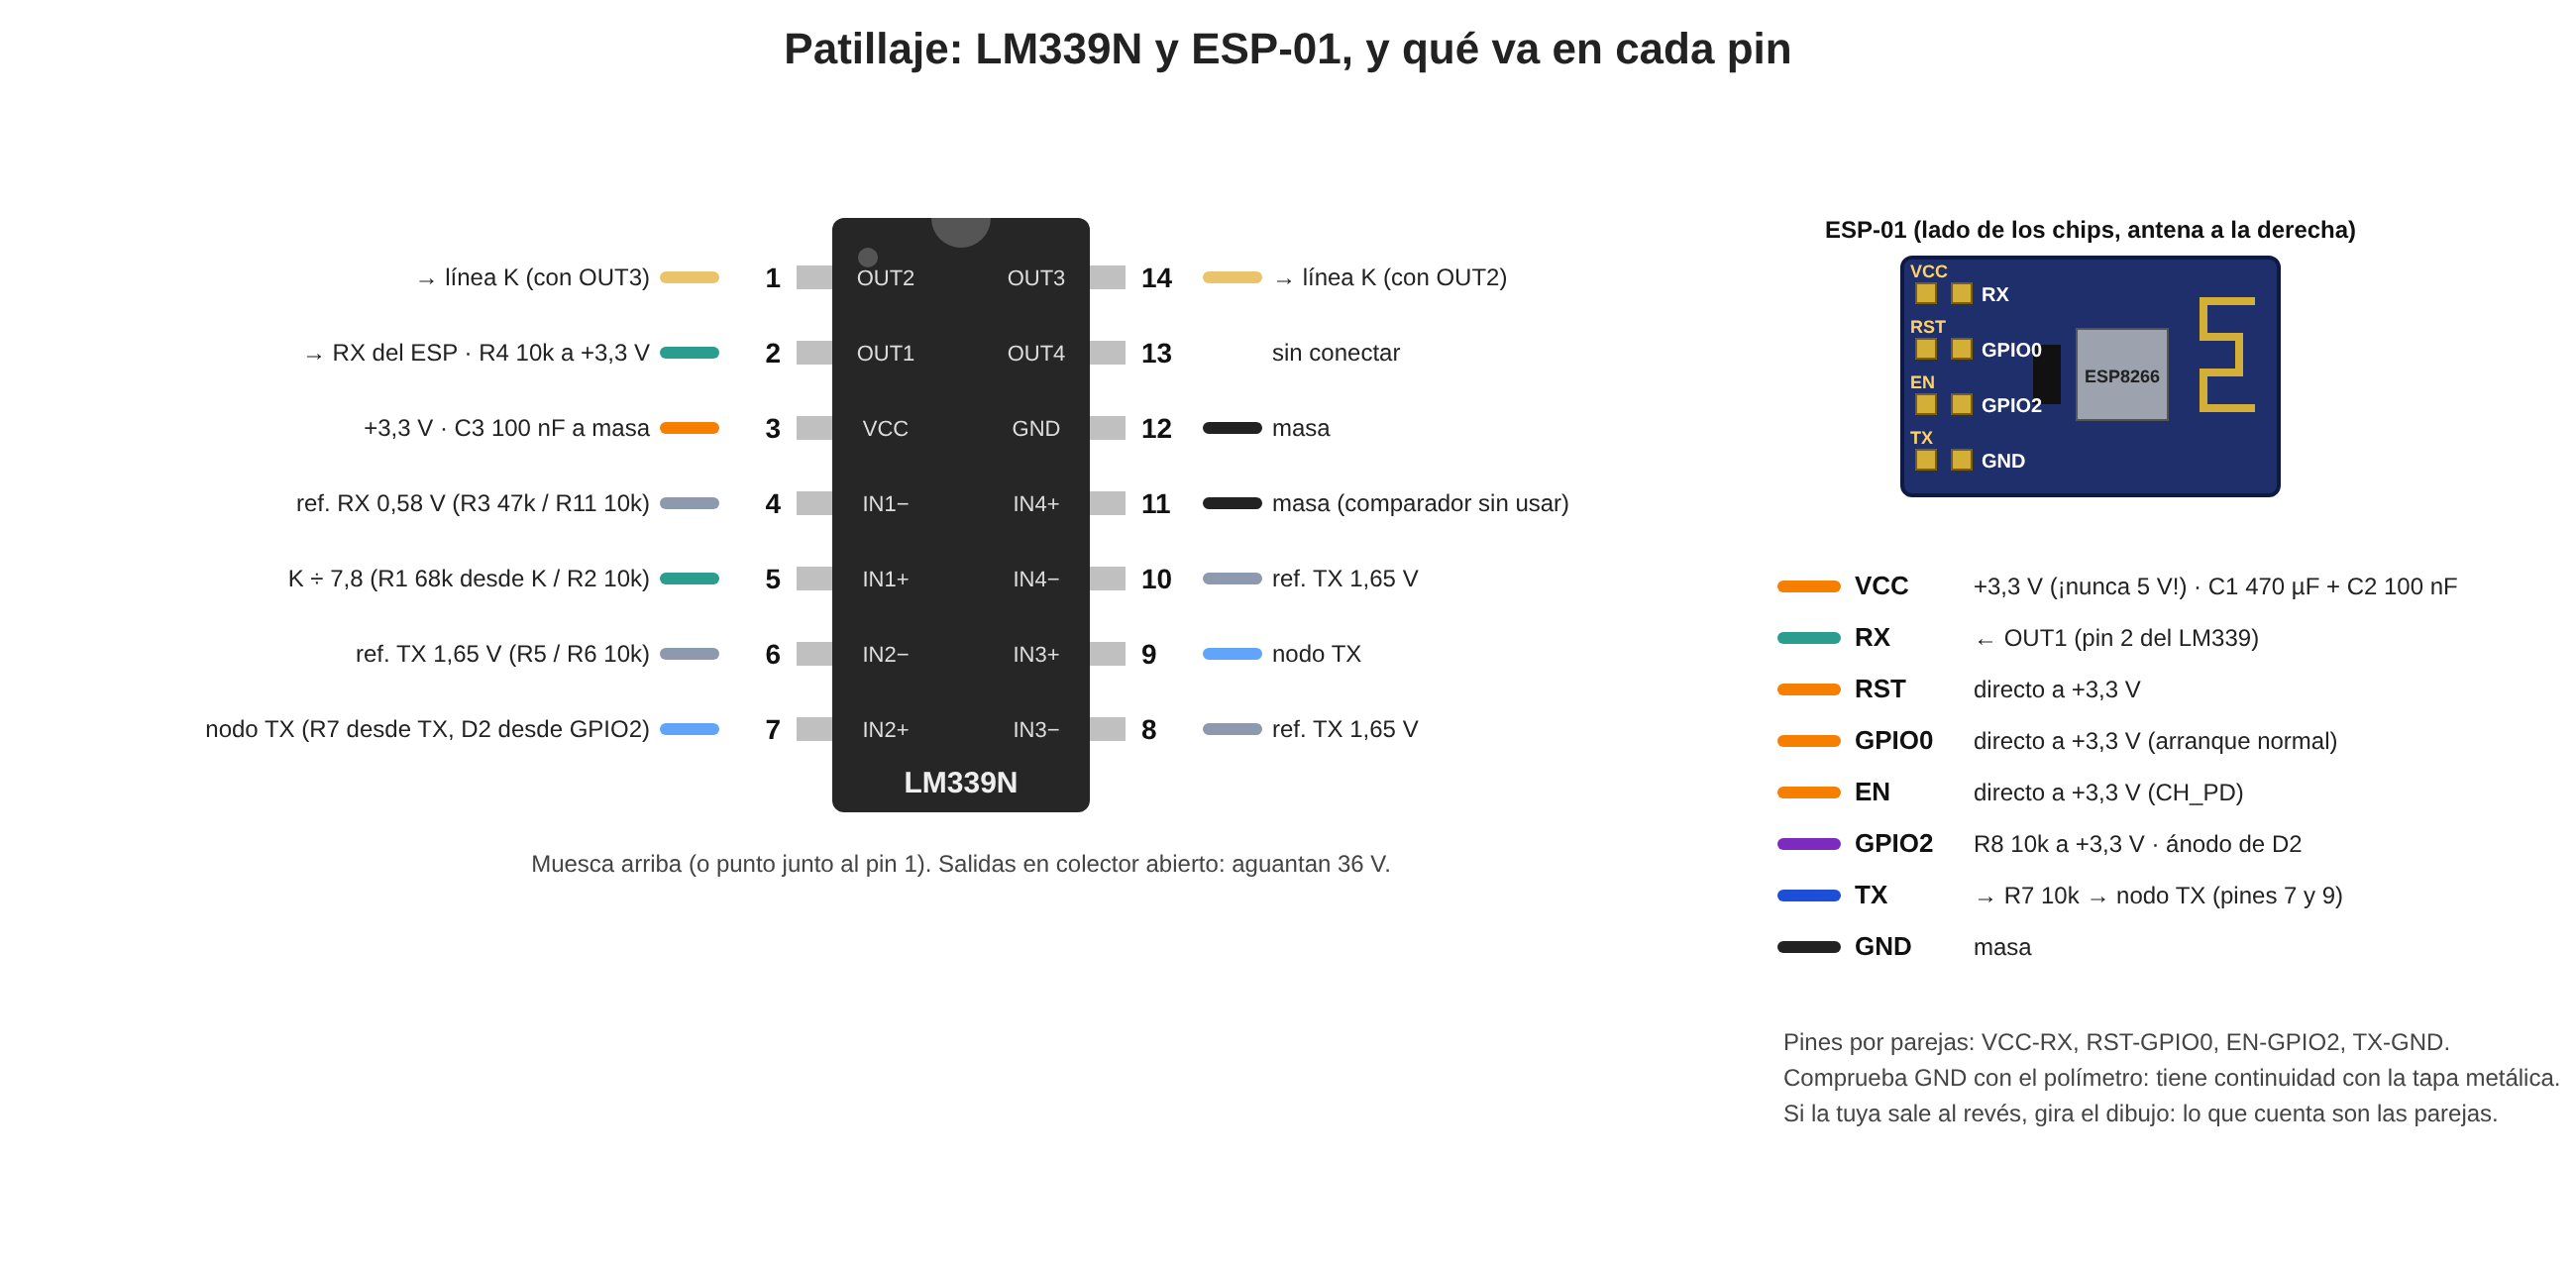 Patillaje: LM339N y ESP-01, y qué va en cada pin
→ línea K (con OUT3) 1 OUT2 OUT3 14 → línea K (con OUT2)
→ RX del ESP · R4 10k a +3,3 V 2 OUT1 OUT4 13 sin conectar
+3,3 V · C3 100 nF a masa 3 VCC GND 12 masa
ref. RX 0,58 V (R3 47k / R11 10k) 4 IN1− IN4+ 11 masa (comparador sin usar)
K ÷ 7,8 (R1 68k desde K / R2 10k) 5 IN1+ IN4− 10 ref. TX 1,65 V
ref. TX 1,65 V (R5 / R6 10k) 6 IN2− IN3+ 9 nodo TX
nodo TX (R7 desde TX, D2 desde GPIO2) 7 IN2+ IN3− 8 ref. TX 1,65 V
LM339N
Muesca arriba (o punto junto al pin 1). Salidas en colector abierto: aguantan 36 V.
ESP-01 (lado de los chips, antena a la derecha)
VCC
RX
RST
GPIO0
EN
GPIO2
TX
GND
ESP8266
VCC +3,3 V (¡nunca 5 V!) · C1 470 µF + C2 100 nF
RX ← OUT1 (pin 2 del LM339)
RST directo a +3,3 V
GPIO0 directo a +3,3 V (arranque normal)
EN directo a +3,3 V (CH_PD)
GPIO2 R8 10k a +3,3 V · ánodo de D2
TX → R7 10k → nodo TX (pines 7 y 9)
GND masa
Pines por parejas: VCC-RX, RST-GPIO0, EN-GPIO2, TX-GND.
Comprueba GND con el polímetro: tiene continuidad con la tapa metálica.
Si la tuya sale al revés, gira el dibujo: lo que cuenta son las parejas.